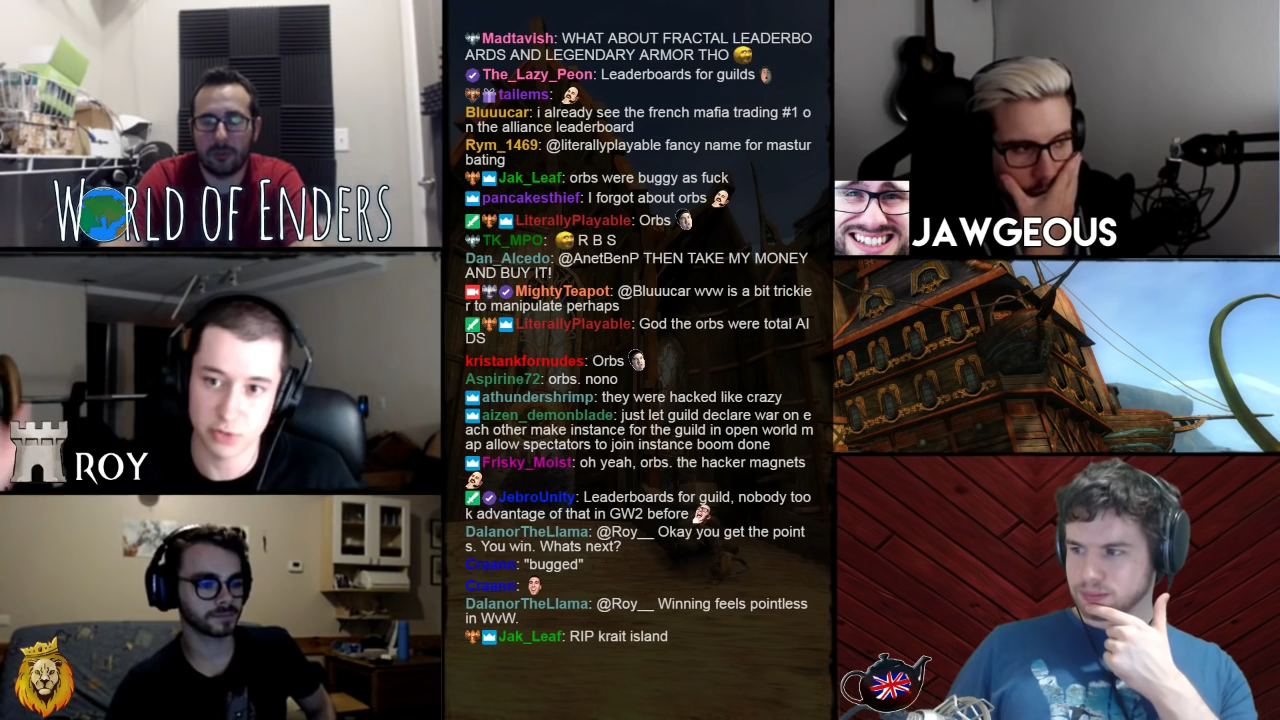 WORLD OF ENDERS
ROY
Madtavish: WHAT ABOUT FRACTAL LEADERBO
ARDS AND LEGENDARY ARMOR THO
The_Lazy_Peon: Leaderboards for guilds
tailems:
Bluuucar: i already see the french mafia trading #1 o
n the alliance leaderboard
Rym_1469: @literallyplayable fancy name for mastur
bating
Jak_Leaf: orbs were buggy as fuck
pancakesthief: I forgot about orbs
LiterallyPlayable: Orbs
TK_MPO: R B S
Dan_Alcedo: @AnetBenP THEN TAKE MY MONEY
AND BUY IT!
MightyTeapot: @Bluuucar wvw is a bit trickie
r to manipulate perhaps
LiterallyPlayable: God the orbs were total AI
DS
kristankfornudes: Orbs
Aspirine72: orbs. nono
athundershrimp: they were hacked like crazy
aizen_demonblade: just let guild declare war on e
ach other make instance for the guild in open world m
ap allow spectators to join instance boom done
Frisky_Moist: oh yeah, orbs. the hacker magnets
JebroUnity: Leaderboards for guild, nobody too
k advantage of that in GW2 before
DalanorTheLlama: @Roy__ Okay you get the point
s. You win. Whats next?
Craann: "bugged"
Craann:
DalanorTheLlama: @Roy__ Winning feels pointless
in WvW.
Jak_Leaf: RIP krait island
JAWGEOUS